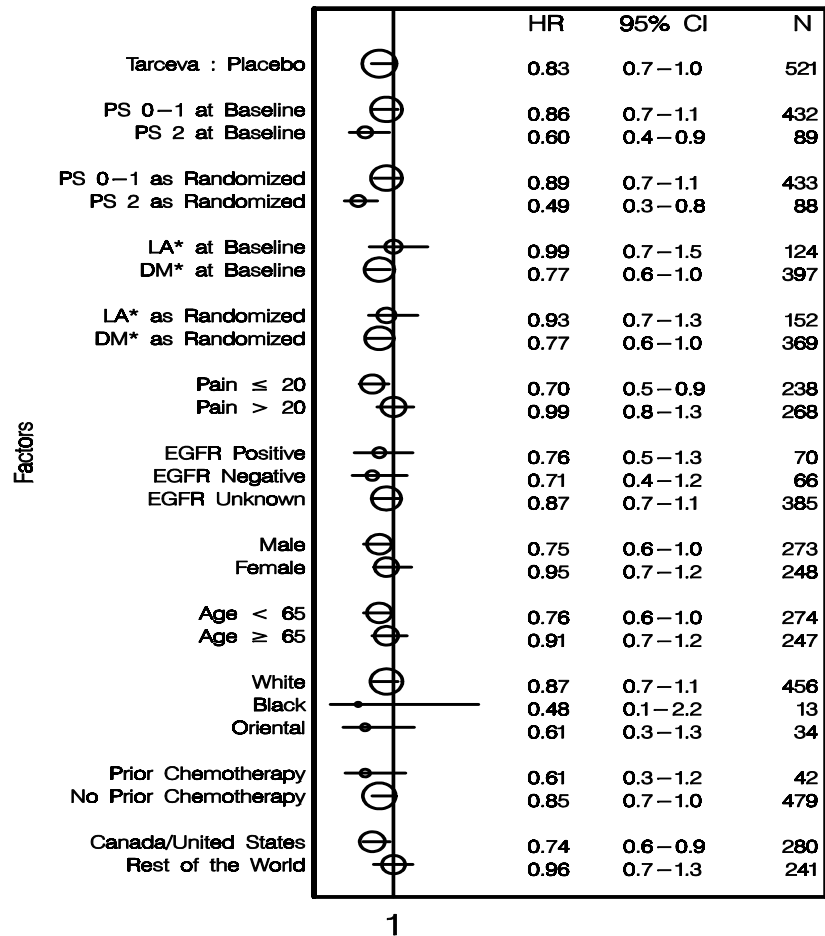 HR 95% CI N
Tarceva : Placebo 0.83 0.7–1.0 521
PS 0–1 at Baseline 0.86 0.7–1.1 432
PS 2 at Baseline 0.60 0.4–0.9 89
PS 0–1 as Randomized 0.89 0.7–1.1 433
PS 2 as Randomized 0.49 0.3–0.8 88
LA* at Baseline 0.99 0.7–1.5 124
DM* at Baseline 0.77 0.6–1.0 397
LA* as Randomized 0.93 0.7–1.3 152
DM* as Randomized 0.77 0.6–1.0 369
Pain ≤ 20 0.70 0.5–0.9 238
Pain > 20 0.99 0.8–1.3 268
Factors
EGFR Positive 0.76 0.5–1.3 70
EGFR Negative 0.71 0.4–1.2 66
EGFR Unknown 0.87 0.7–1.1 385
Male 0.75 0.6–1.0 273
Female 0.95 0.7–1.2 248
Age < 65 0.76 0.6–1.0 274
Age ≥ 65 0.91 0.7–1.2 247
White 0.87 0.7–1.1 456
Black 0.48 0.1–2.2 13
Oriental 0.61 0.3–1.3 34
Prior Chemotherapy 0.61 0.3–1.2 42
No Prior Chemotherapy 0.85 0.7–1.0 479
Canada/United States 0.74 0.6–0.9 280
Rest of the World 0.96 0.7–1.3 241
1